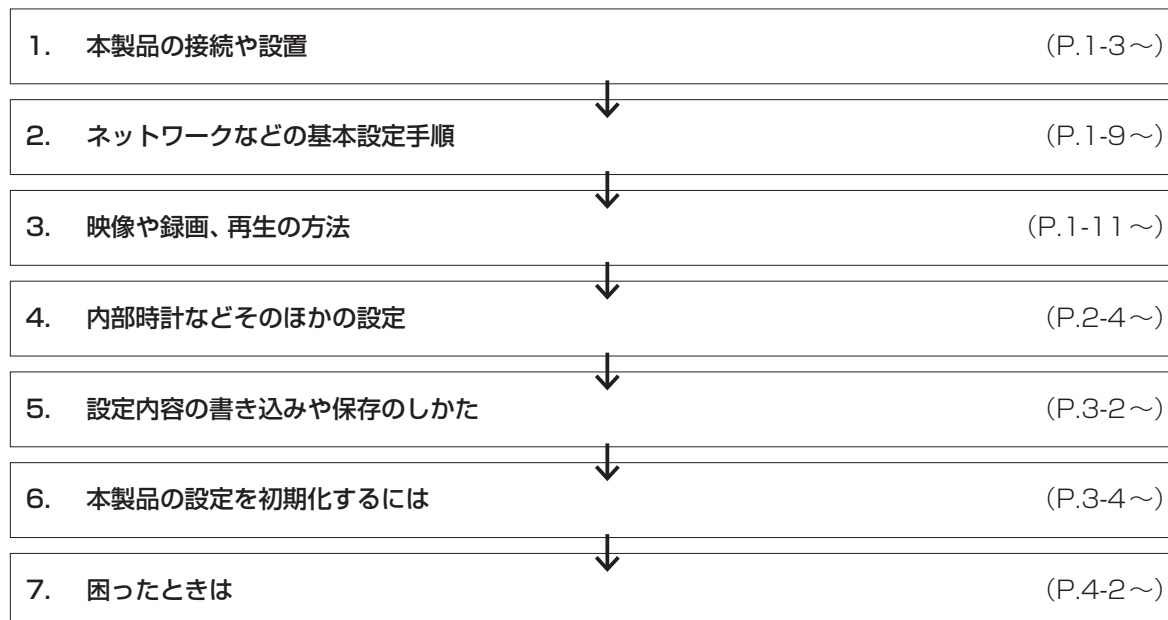 1. 本製品の接続や設置 （P.1-3～）
2. ネットワークなどの基本設定手順 （P.1-9～）
3. 映像や録画、再生の方法 （P.1-11～）
4. 内部時計などそのほかの設定 （P.2-4～）
5. 設定内容の書き込みや保存のしかた （P.3-2～）
6. 本製品の設定を初期化するには （P.3-4～）
7. 困ったときは （P.4-2～）